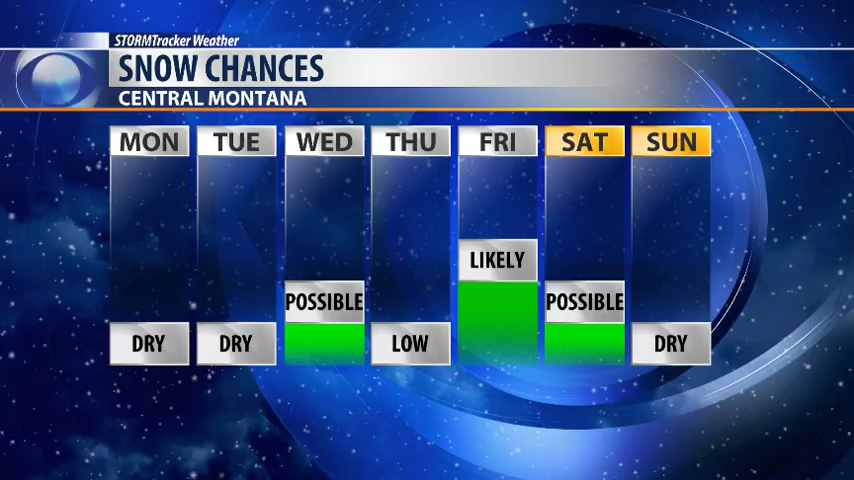 STORMTracker Weather
SNOW CHANCES
CENTRAL MONTANA
MON TUE WED THU FRI SAT SUN
LIKELY
POSSIBLE POSSIBLE
DRY DRY LOW DRY